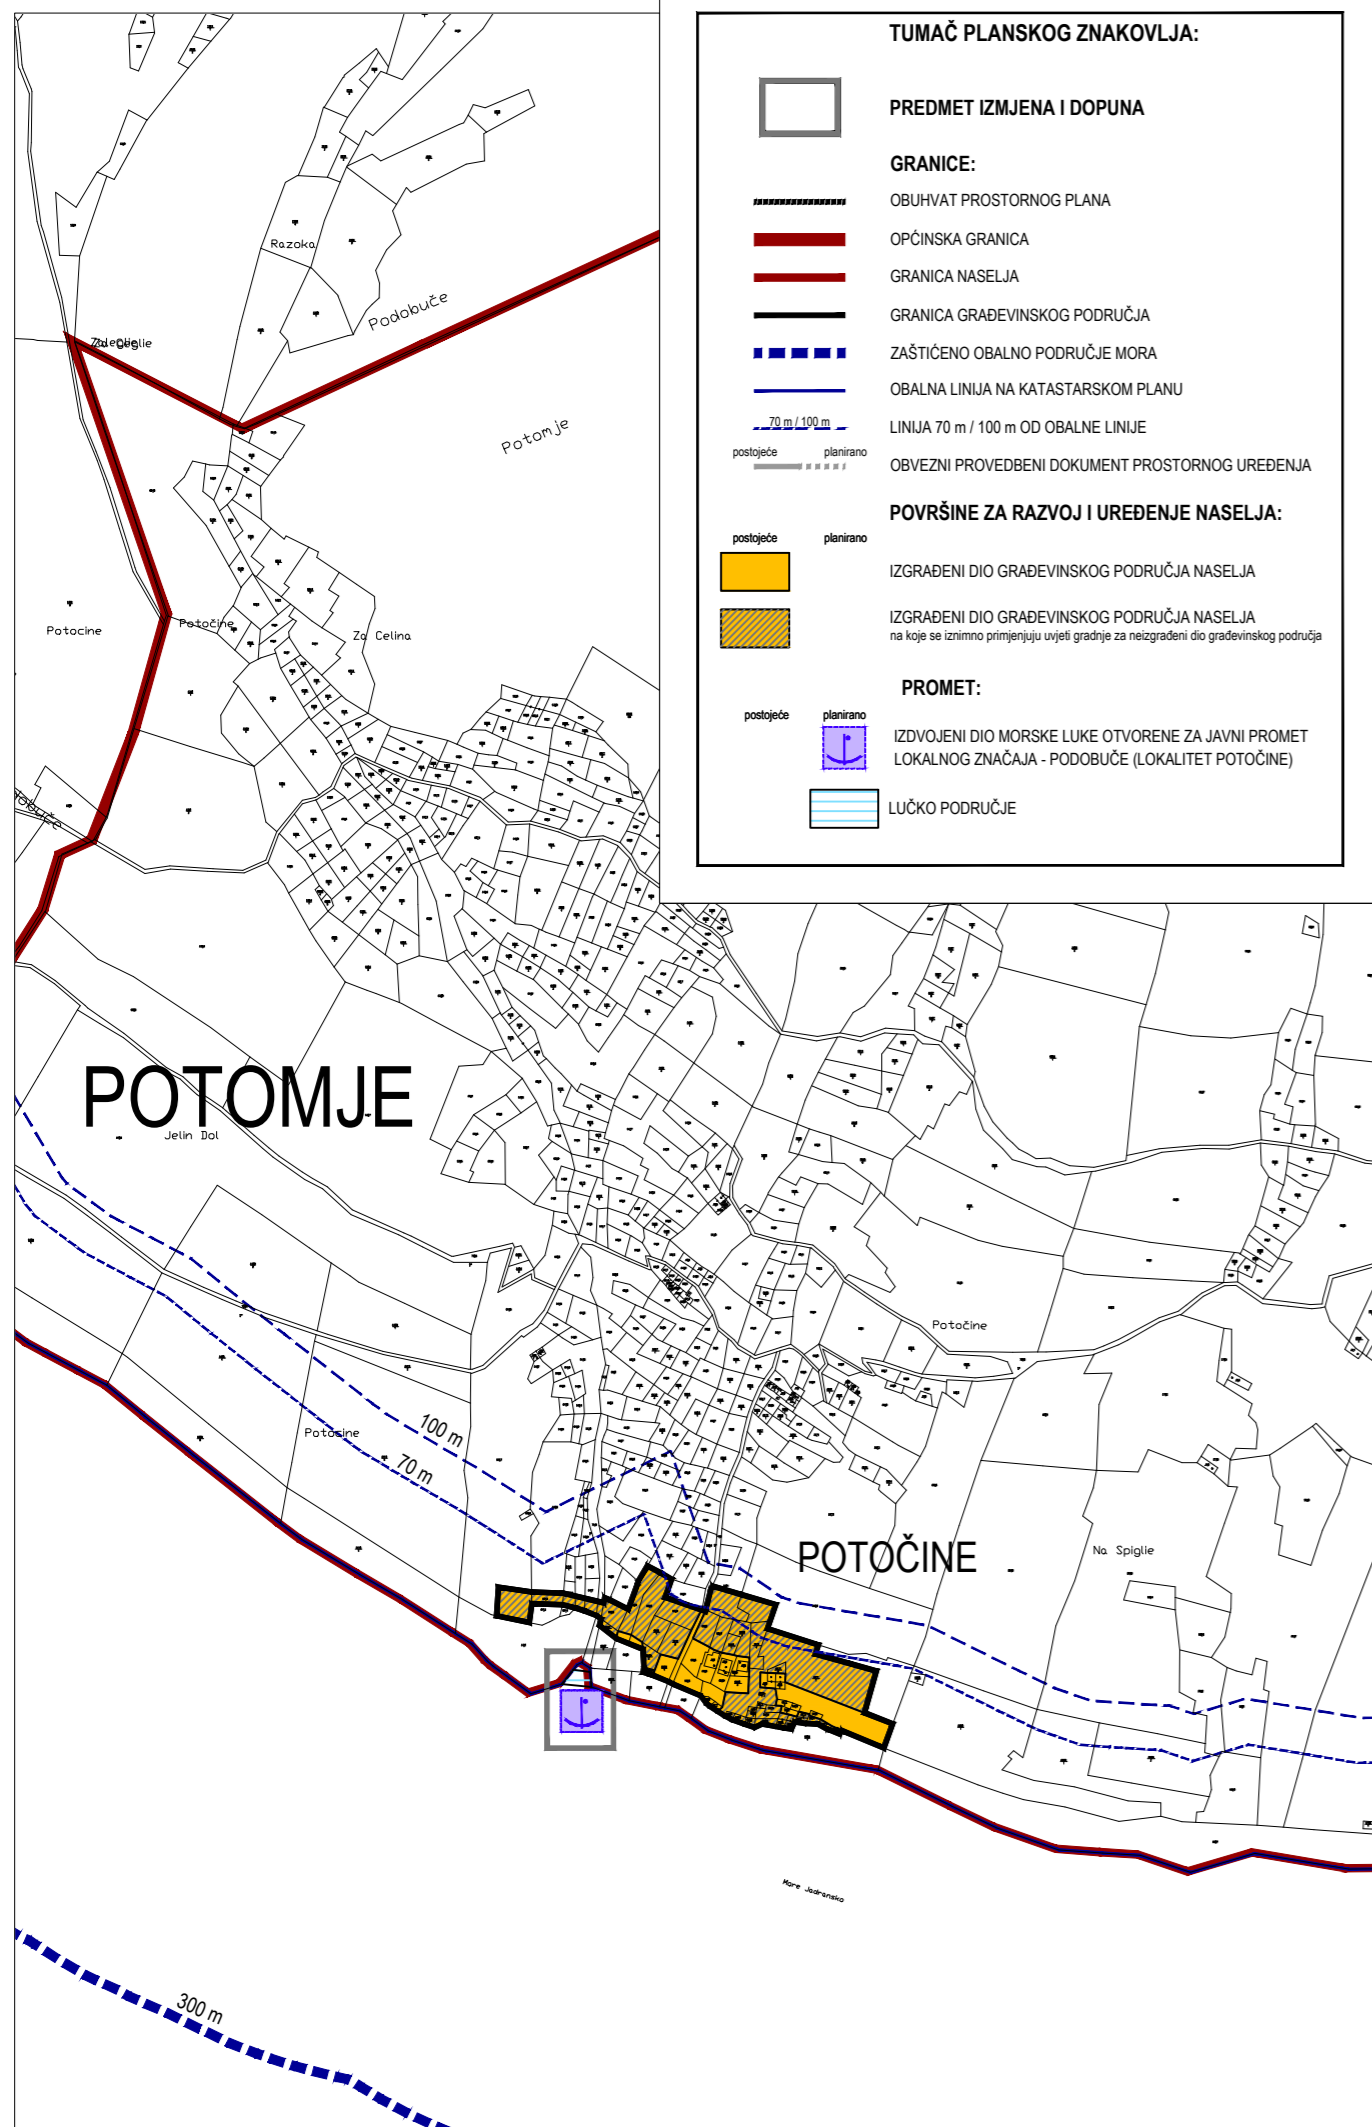 TUMAČ PLANSKOG ZNAKOVLJA:
PREDMET IZMJENA I DOPUNA
GRANICE:
OBUHVAT PROSTORNOG PLANA
OPĆINSKA GRANICA
GRANICA NASELJA
GRANICA GRAĐEVINSKOG PODRUČJA
ZAŠTIĆENO OBALNO PODRUČJE MORA
OBALNA LINIJA NA KATASTARSKOM PLANU
70 m / 100 m
LINIJA 70 m / 100 m OD OBALNE LINIJE
postojeće planirano
OBVEZNI PROVEDBENI DOKUMENT PROSTORNOG UREĐENJA
POVRŠINE ZA RAZVOJ I UREĐENJE NASELJA:
postojeće planirano
IZGRAĐENI DIO GRAĐEVINSKOG PODRUČJA NASELJA
IZGRAĐENI DIO GRAĐEVINSKOG PODRUČJA NASELJA
na koje se iznimno primjenjuju uvjeti gradnje za neizgrađeni dio građevinskog područja
PROMET:
postojeće planirano
IZDVOJENI DIO MORSKE LUKE OTVORENE ZA JAVNI PROMET
LOKALNOG ZNAČAJA - PODOBUČE (LOKALITET POTOČINE)
LUČKO PODRUČJE
Razoka
Podobuče
Potomje
Potocine
Potočine
Za Celina
POTOMJE
Jelin Dol
Potočine
100 m
Potočine
70 m
POTOČINE
Na Spiglie
More Jadransko
300 m